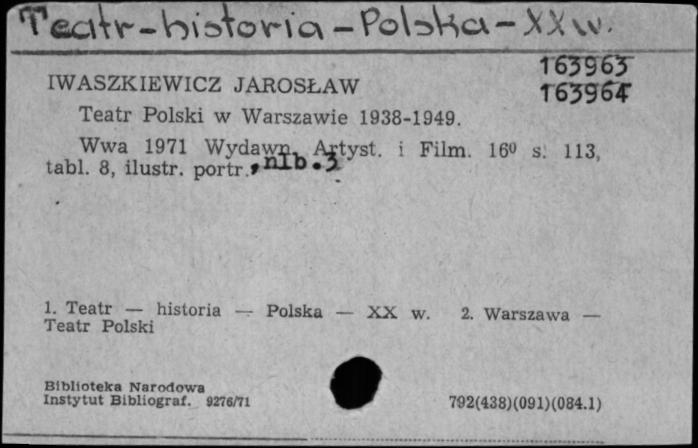 Teatr-historia-Polska-XX w.
163963
IWASZKIEWICZ JAROSŁAW
163964
Teatr Polski w Warszawie 1938-1949.
Wwa 1971 Wydawn. Artyst. i Film. 16⁰ s. 113,
tabl. 8, ilustr. portr., nlb. 3
1. Teatr — historia — Polska — XX w. 2. Warszawa —
Teatr Polski
Biblioteka Narodowa
Instytut Bibliograf. 9276/71
792(438)(091)(084.1)